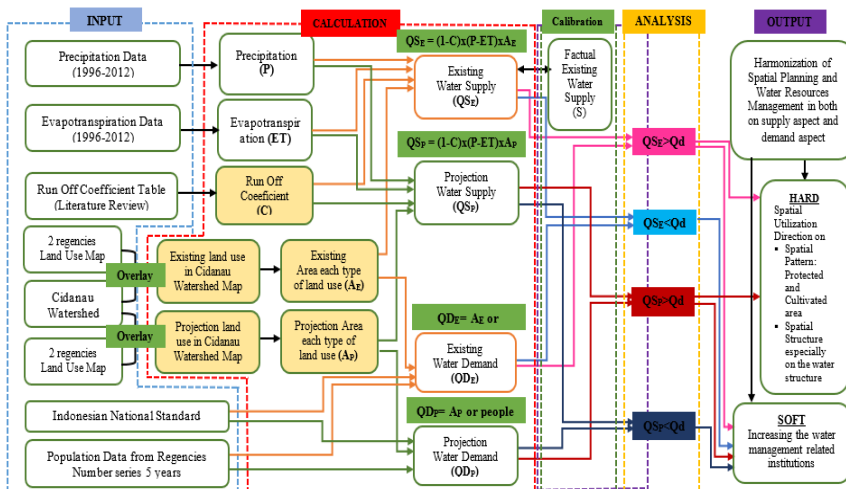 INPUT
CALCULATION
Calibration
ANALYSIS
OUTPUT
Precipitation Data
(1996-2012)
Evapotranspiration Data
(1996-2012)
Run Off Coefficient Table
(Literature Review)
2 regencies
Land Use Map
Overlay
Cidanau
Watershed
Overlay
2 regencies
Land Use Map
Indonesian National Standard
Population Data from Regencies
Number series 5 years
Precipitation
(P)
Evapotranspir
ation (ET)
Run Off
Coeeficient
(C)
Existing land use
in Cidanau
Watershed Map
Existing
Area each type
of land use (AE)
Projection land
use in Cidanau
Watershed Map
Projection Area
each type of
land use (AP)
QSE = (1-C)x(P-ET)xAE
Existing
Water Supply
(QSE)
QSP = (1-C)x(P-ET)xAP
Projection
Water Supply
(QSP)
QDE= AE or
Existing
Water Demand
(QDE)
QDP= AP or people
Projection
Water Demand
(QDP)
Factual
Existing
Water
Supply
(S)
QSE>Qd
QSE<Qd
QSP>Qd
QSP<Qd
Harmonization of
Spatial Planning and
Water Resources
Management in both
on supply aspect and
demand aspect
HARD
Spatial
Utilization
Direction on
▪ Spatial
Pattern:
Protected
and
Cultivated
area
▪ Spatial
Structure
especially
on the water
structure
SOFT
Increasing the water
management related
institutions